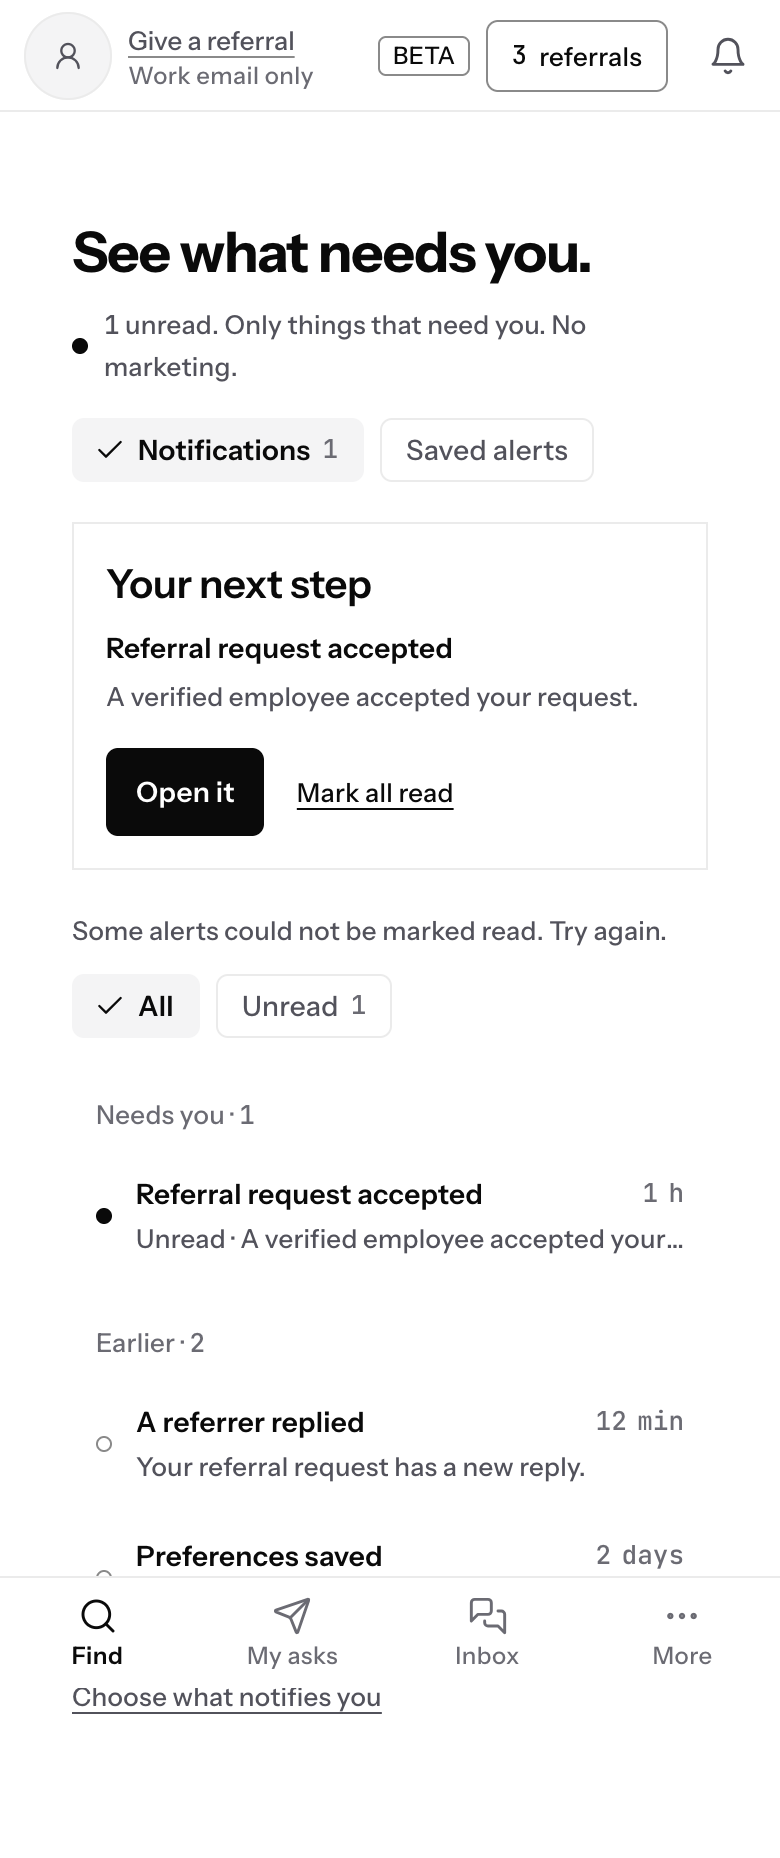 Give a referral
Work email only
BETA
3 referrals
See what needs you.
1 unread. Only things that need you. No
marketing.
Notifications 1
Saved alerts
Your next step
Referral request accepted
A verified employee accepted your request.
Open it
Mark all read
Some alerts could not be marked read. Try again.
All
Unread 1
Needs you · 1
Referral request accepted
1 h
Unread · A verified employee accepted your...
Earlier · 2
A referrer replied
12 min
Your referral request has a new reply.
Preferences saved
2 days
Find
My asks
Inbox
More
Choose what notifies you